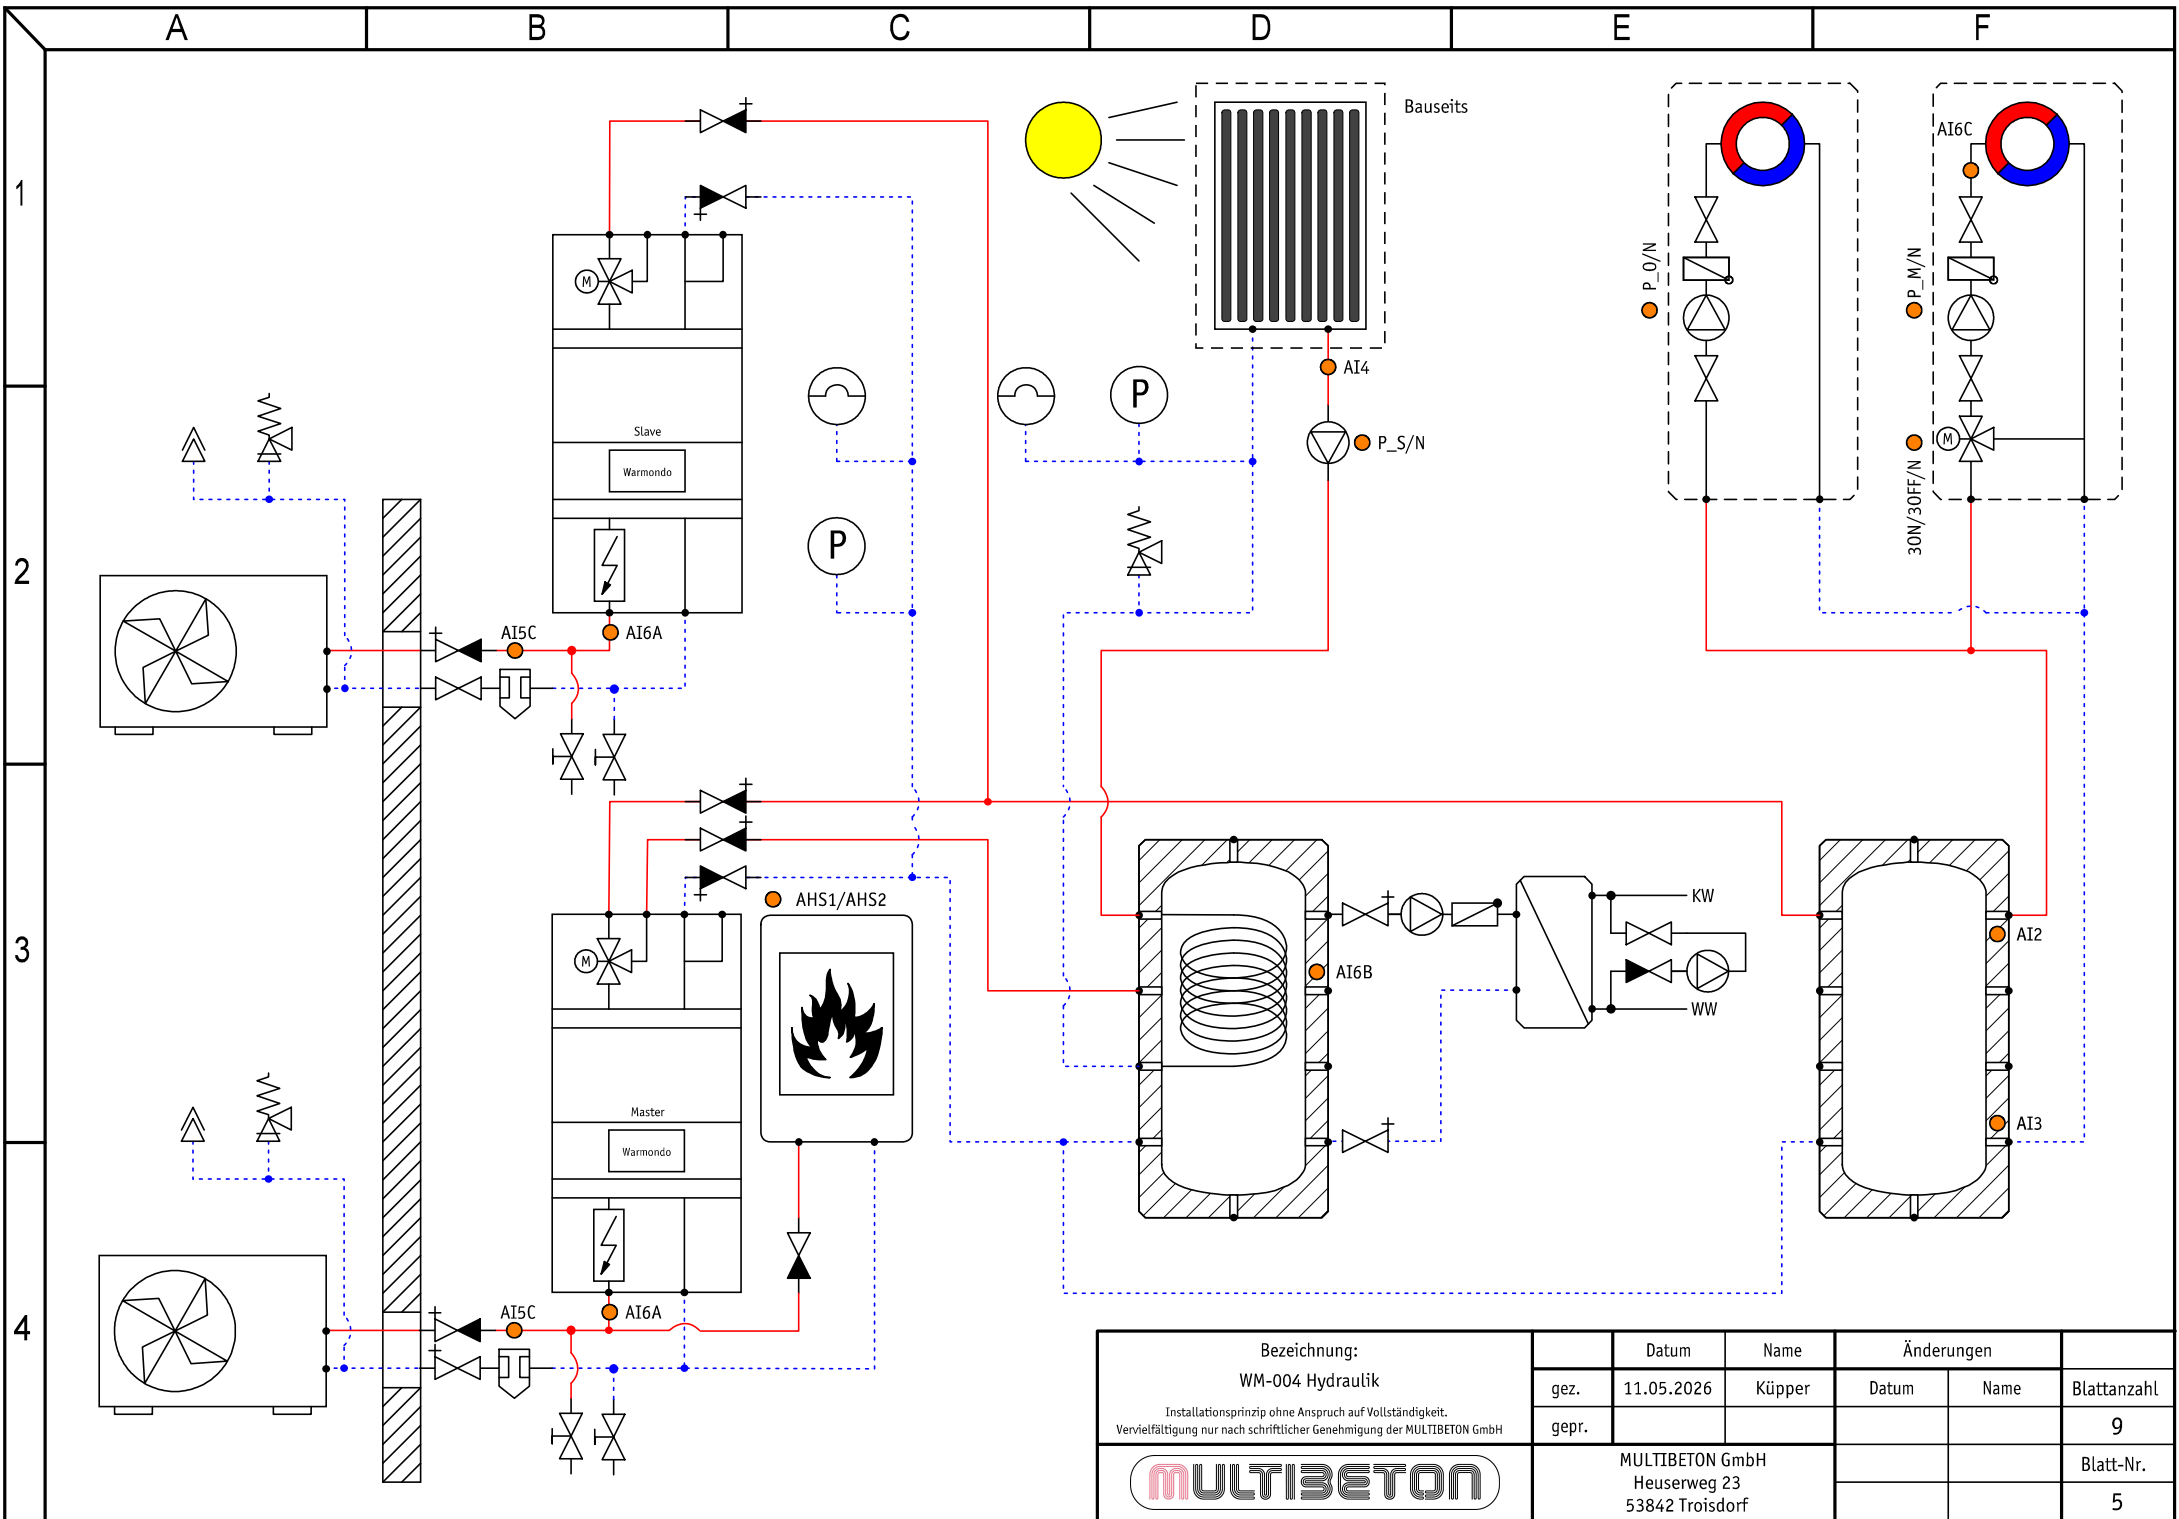 A B C D E F
1
2
3
4
Bauseits
AI6C
P_O/N
P_M/N
M
AI4
P
P_S/N
Slave
Warmondo
M
3ON/3OFF/N
P
AI5C
AI6A
AHS1/AHS2
KW
AI2
M
AI6B
WW
Master
AI3
Warmondo
AI5C
AI6A
Bezeichnung:
WM-004 Hydraulik
Installationsprinzip ohne Anspruch auf Vollständigkeit.
Vervielfältigung nur nach schriftlicher Genehmigung der MULTIBETON GmbH
MULTIBETON
Datum Name Änderungen
gez. 11.05.2026 Küpper Datum Name Blattanzahl
gepr. 9
MULTIBETON GmbH
Heuserweg 23
53842 Troisdorf
Blatt-Nr.
5